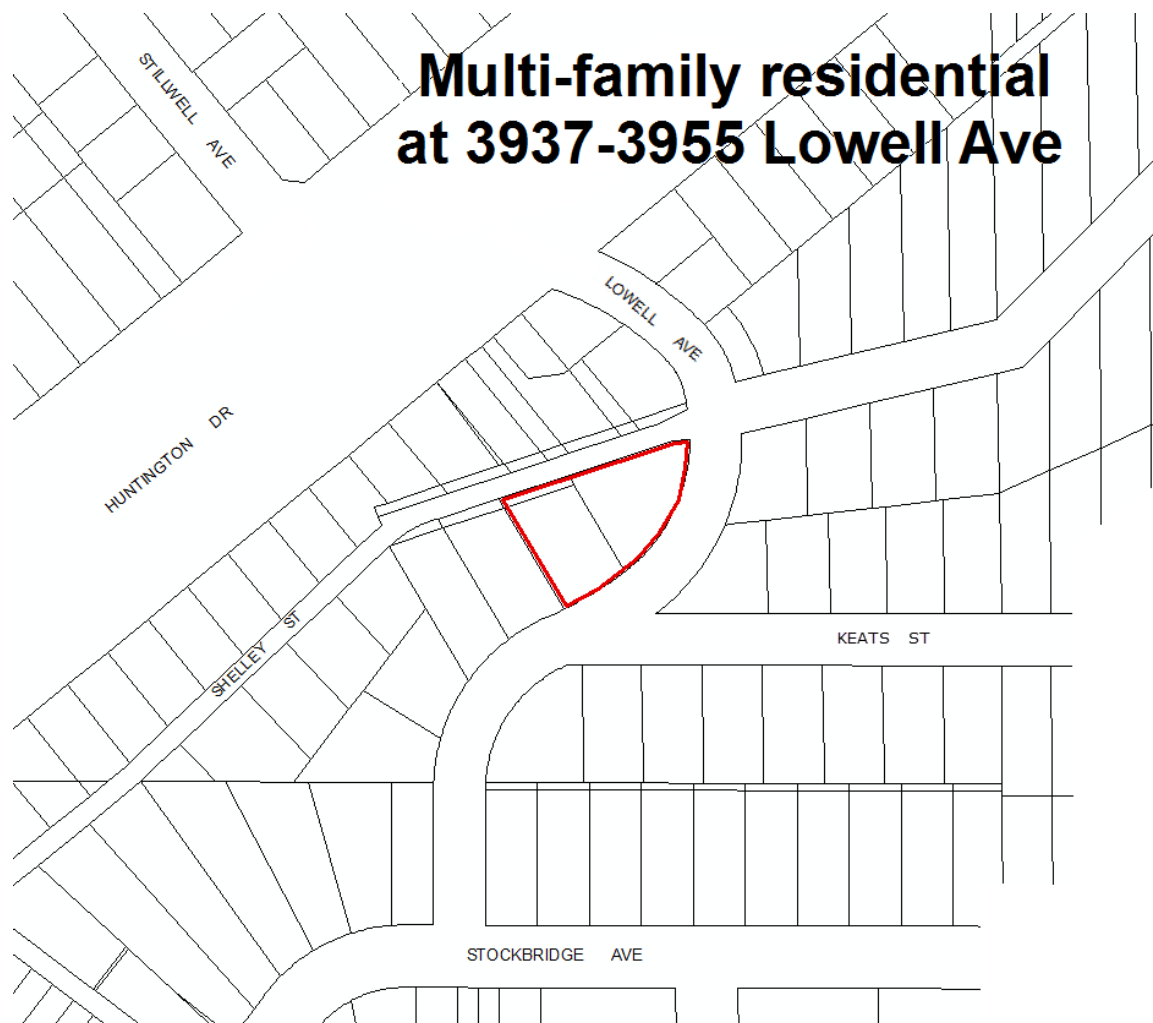 Multi-family residential
at 3937-3955 Lowell Ave
STILLWELL AVE
LOWELL AVE
HUNTINGTON DR
SHELLEY ST
KEATS ST
STOCKBRIDGE AVE